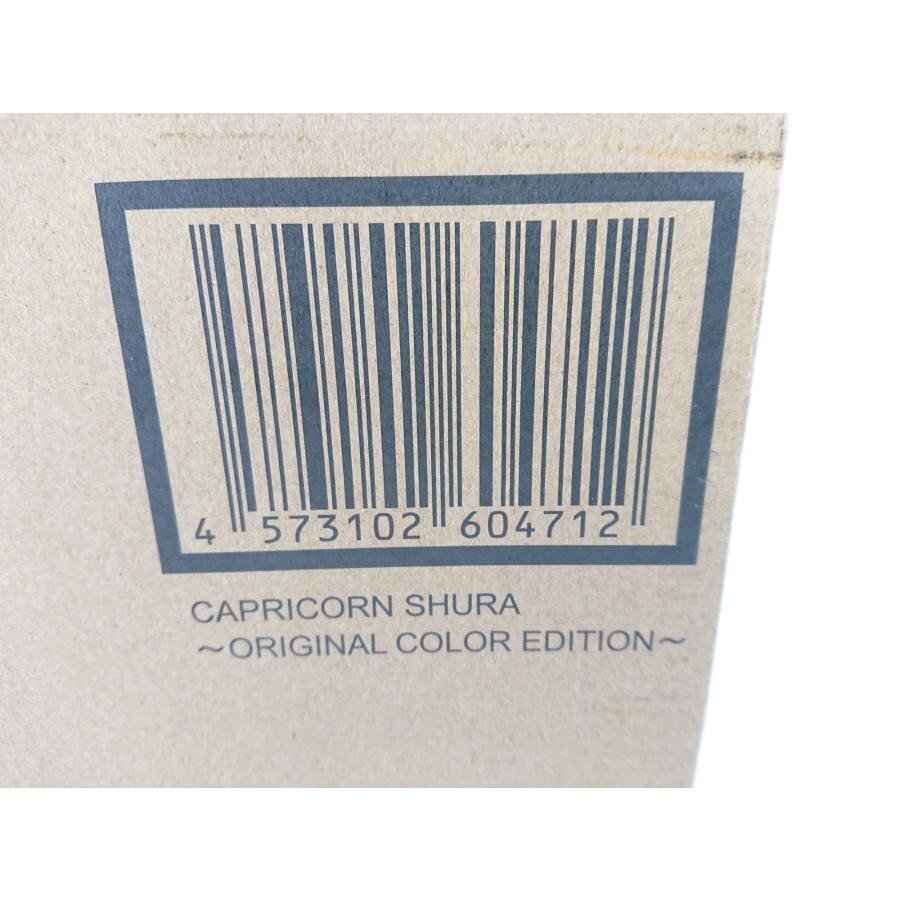 4 573102 604712
CAPRICORN SHURA
～ORIGINAL COLOR EDITION～